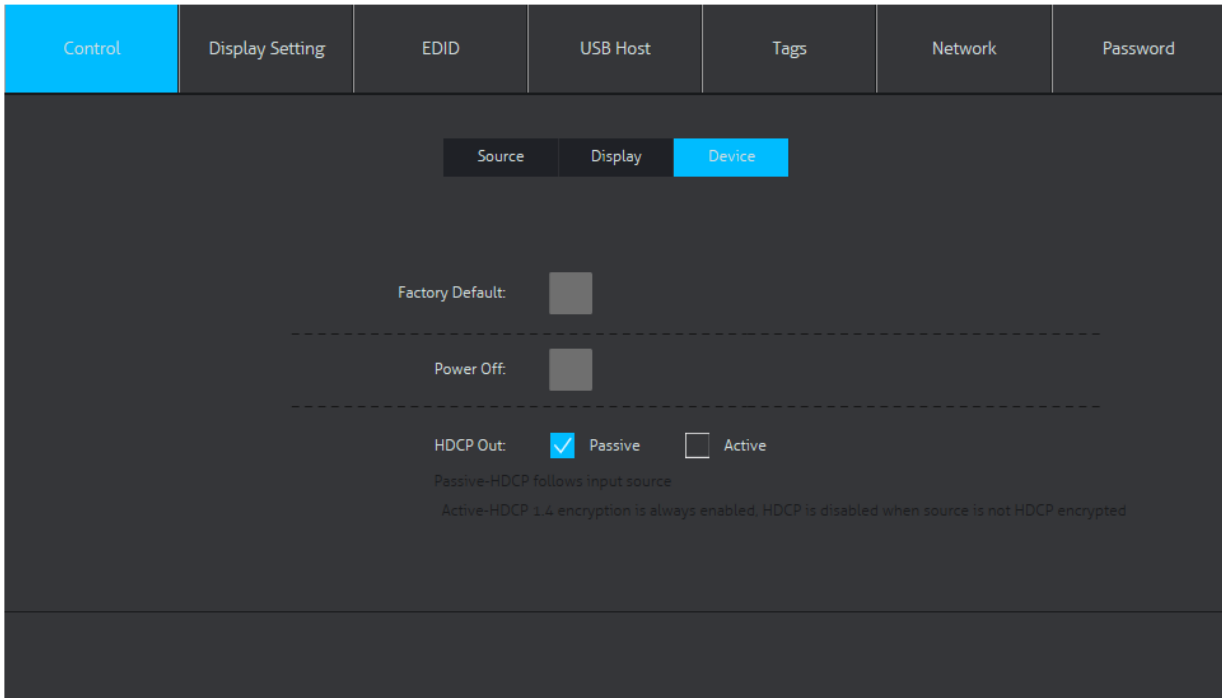 Control Display Setting EDID USB Host Tags Network Password
Source Display Device
Factory Default:
Power Off:
HDCP Out: Passive Active
Passive-HDCP follows input source
Active-HDCP 1.4 encryption is always enabled, HDCP is disabled when source is not HDCP encrypted